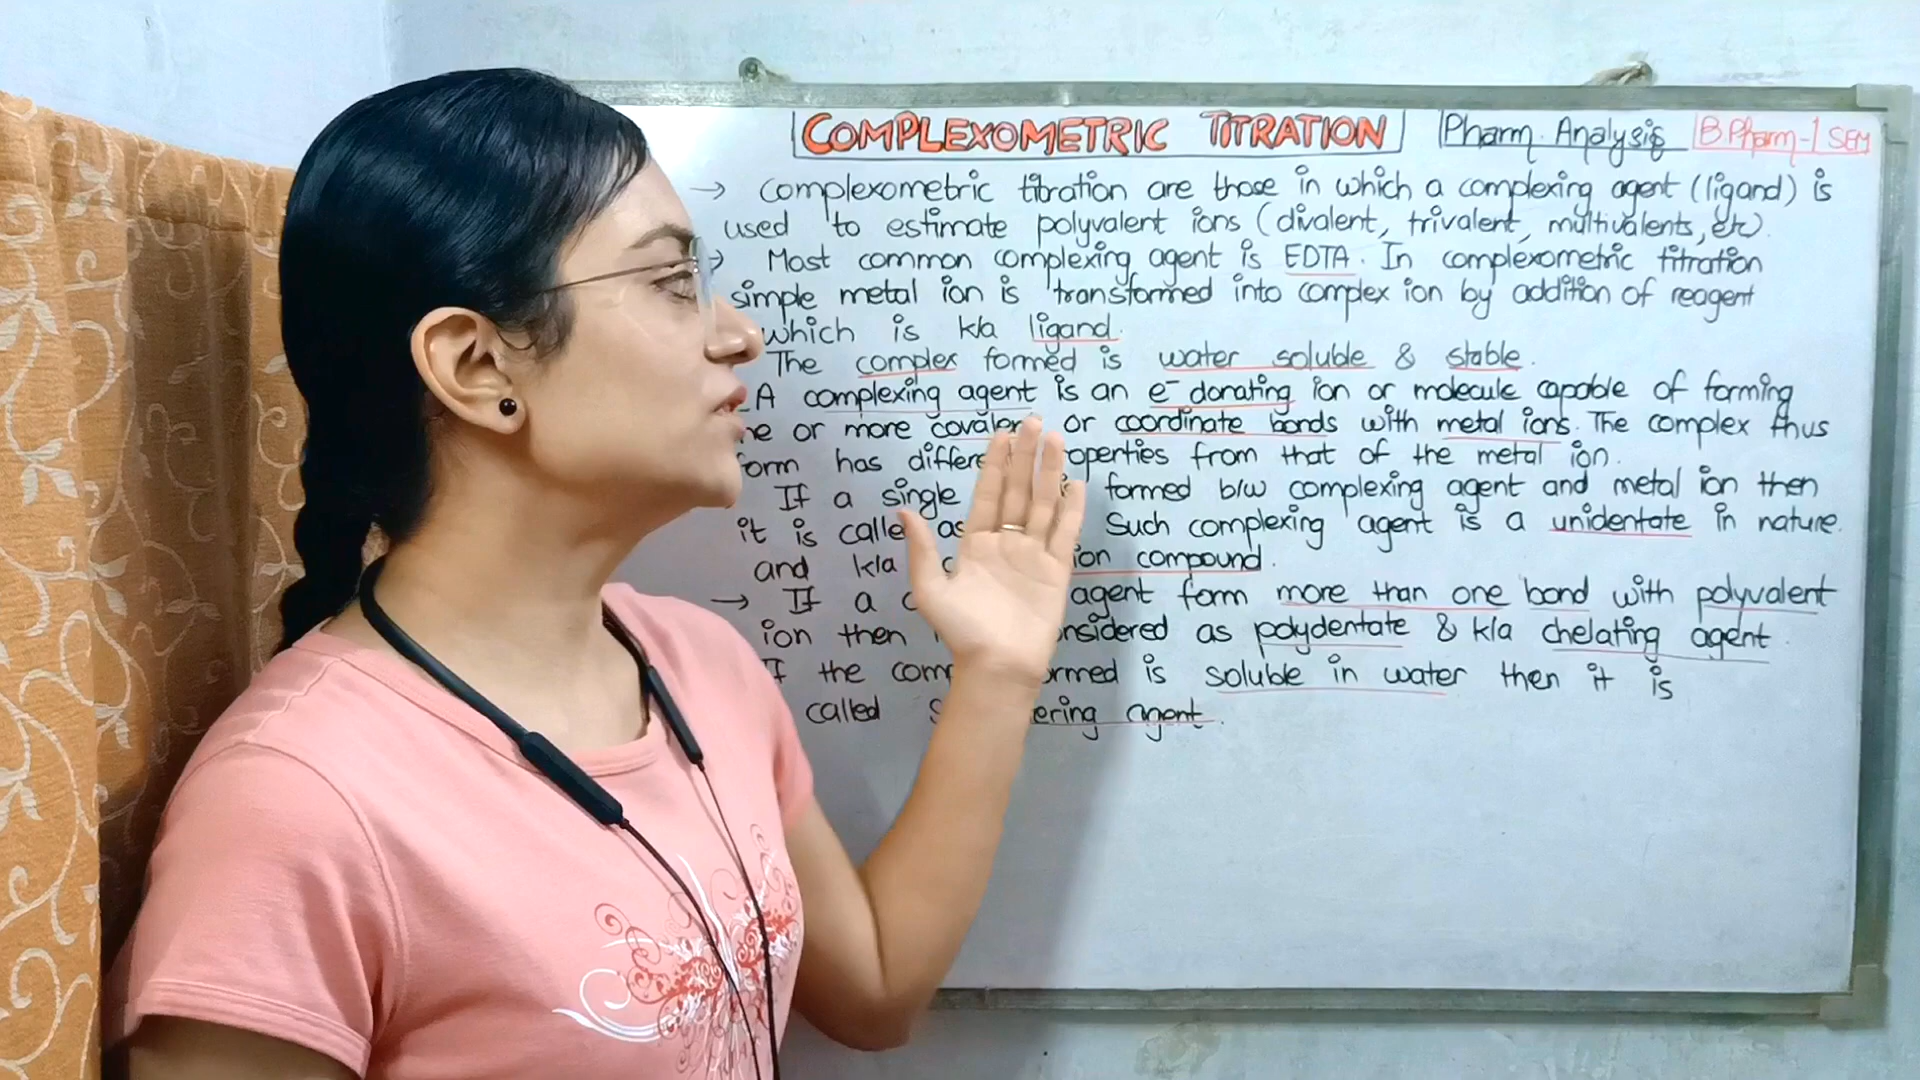 COMPLEXOMETRIC TITRATION Pharm. Analysis B.Pharm-1 SEM
→ complexometric titration are those in which a complexing agent (ligand) is
used to estimate polyvalent ions (divalent, trivalent, multivalents, etc).
Most common complexing agent is EDTA. In complexometric titration
simple metal ion is transformed into complex ion by addition of reagent
which is k/a ligand.
The complex formed is water soluble & stable.
A complexing agent is an e⁻ donating ion or molecule capable of forming
or more covalent or coordinate bonds with metal ions. The complex thus
form has different properties from that of the metal ion.
If a single formed b/w complexing agent and metal ion then
it is called as Such complexing agent is a unidentate in nature.
and k/a compound.
→ If a agent form more than one bond with polyvalent
ion then considered as polydentate & k/a chelating agent.
If the formed is soluble in water then it is
called agent.